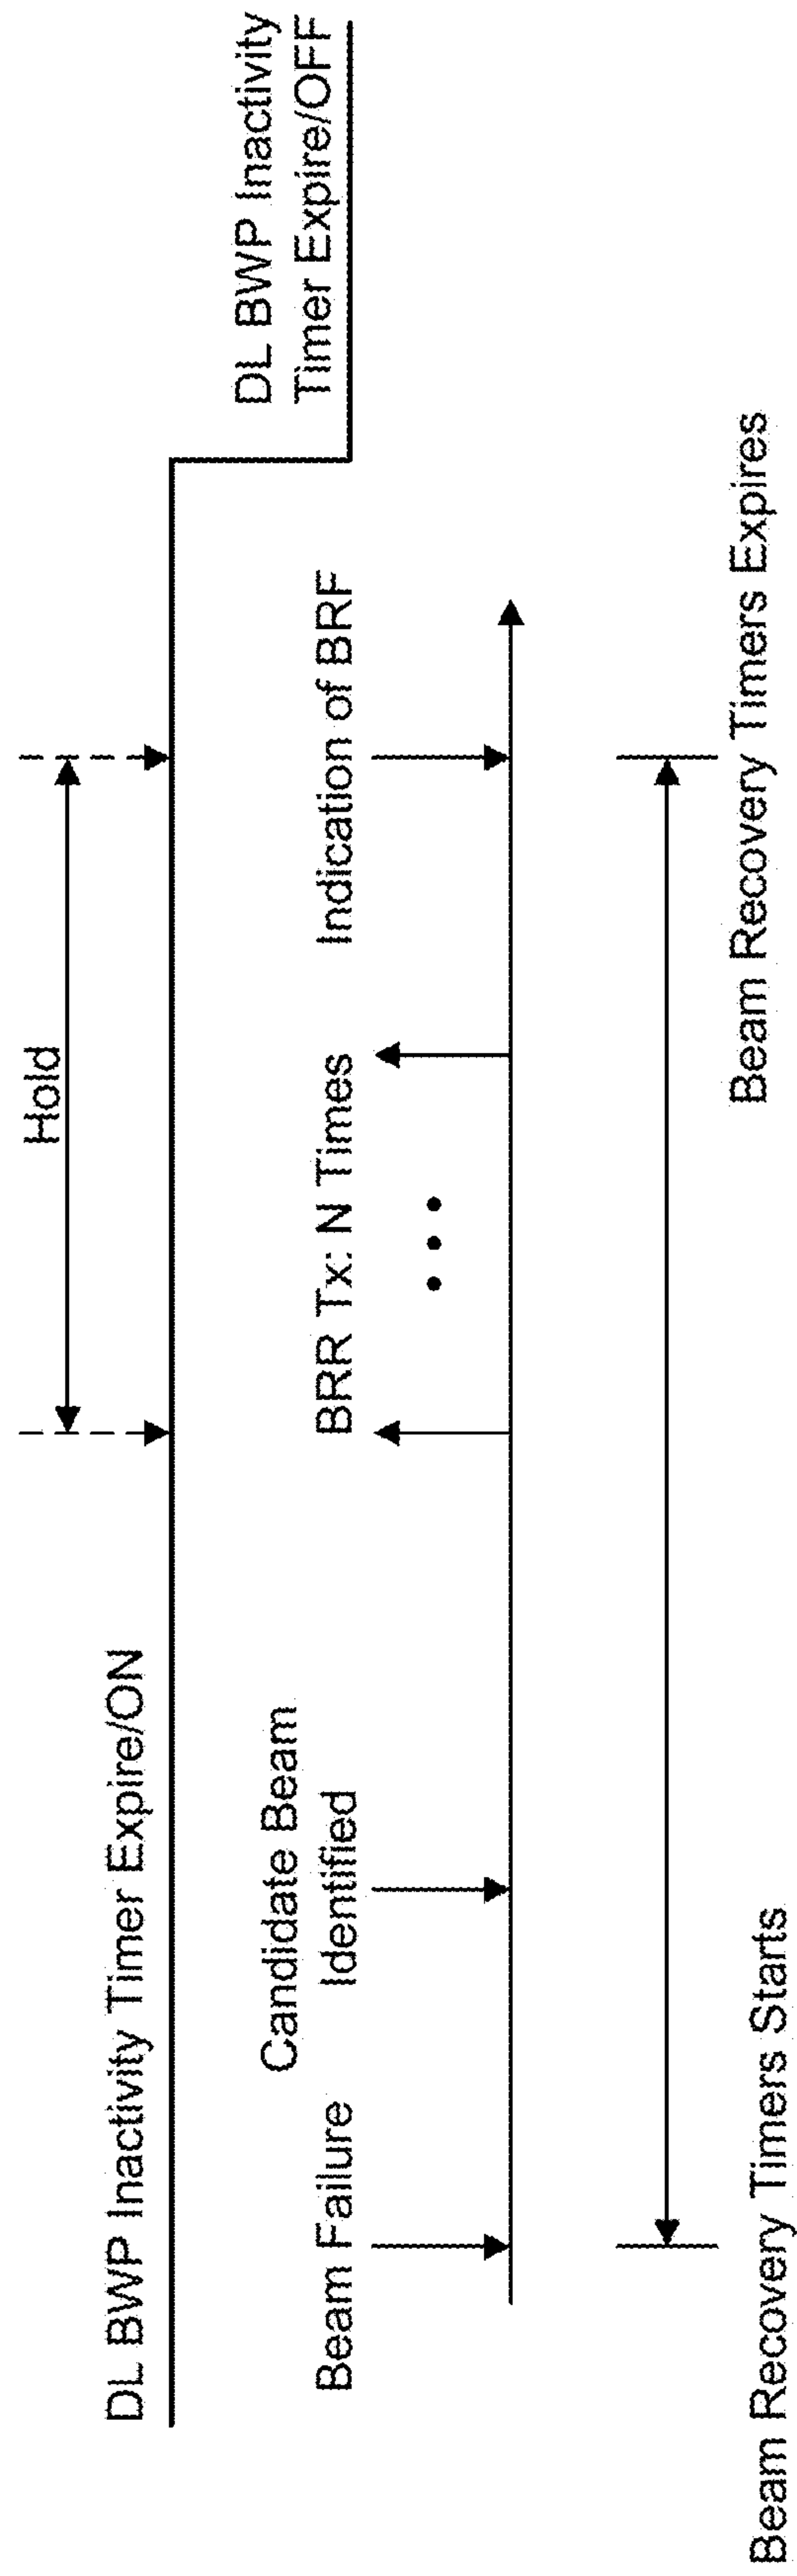 Hold
DL BWP Inactivity Timer Expire/ON
DL BWP Inactivity
Timer Expire/OFF
Beam Failure
Candidate Beam
Identified
BRR Tx: N Times
Indication of BRF
Beam Recovery Timers Starts
Beam Recovery Timers Expires